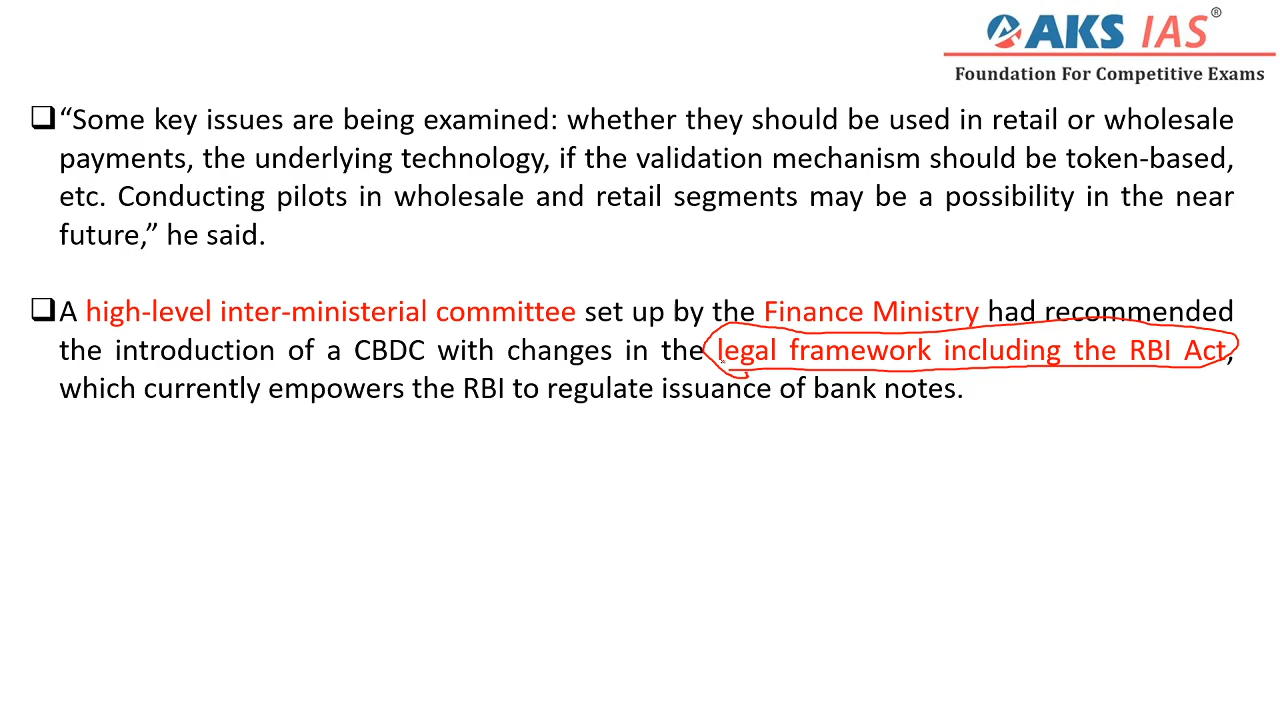 AKS IAS®
Foundation For Competitive Exams
❑“Some key issues are being examined: whether they should be used in retail or wholesale
payments, the underlying technology, if the validation mechanism should be token-based,
etc. Conducting pilots in wholesale and retail segments may be a possibility in the near
future,” he said.
❑A high-level inter-ministerial committee set up by the Finance Ministry had recommended
the introduction of a CBDC with changes in the legal framework including the RBI Act,
which currently empowers the RBI to regulate issuance of bank notes.